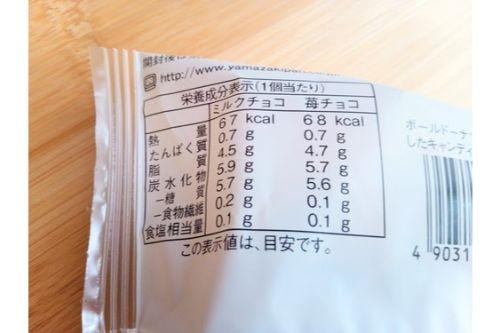 開封後は
http://www.yamazakipan.co
栄養成分表示(1個当たり)
ミルクチョコ 苺チョコ
熱量 67 kcal 68 kcal
たんぱく質 0.7 g 0.7 g
脂質 4.5 g 4.7 g
炭水化物 5.9 g 5.7 g
－糖質 5.7 g 5.6 g
－食物繊維 0.2 g 0.1 g
食塩相当量 0.1 g 0.1 g
この表示値は、目安です。
ボールドーナ
したキャンディ
4 9031